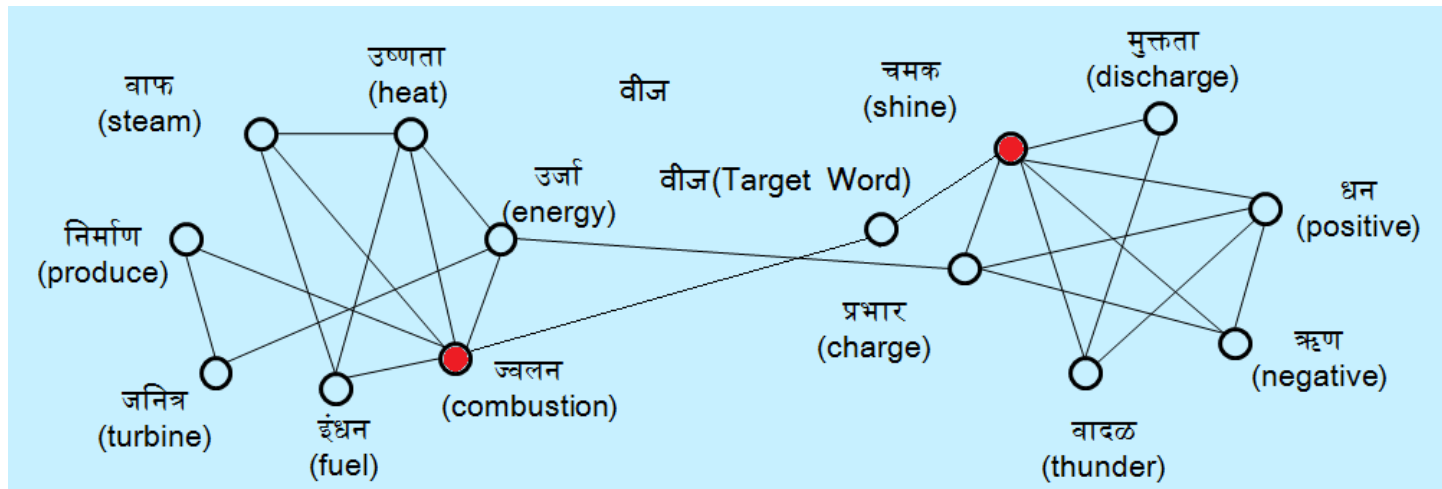 वाफ
(steam)
उष्णता
(heat)
वीज
चमक
(shine)
मुक्तता
(discharge)
उर्जा
(energy)
वीज(Target Word)
धन
(positive)
निर्माण
(produce)
प्रभार
(charge)
ऋण
(negative)
जनित्र
(turbine)
इंधन
(fuel)
ज्वलन
(combustion)
वादळ
(thunder)